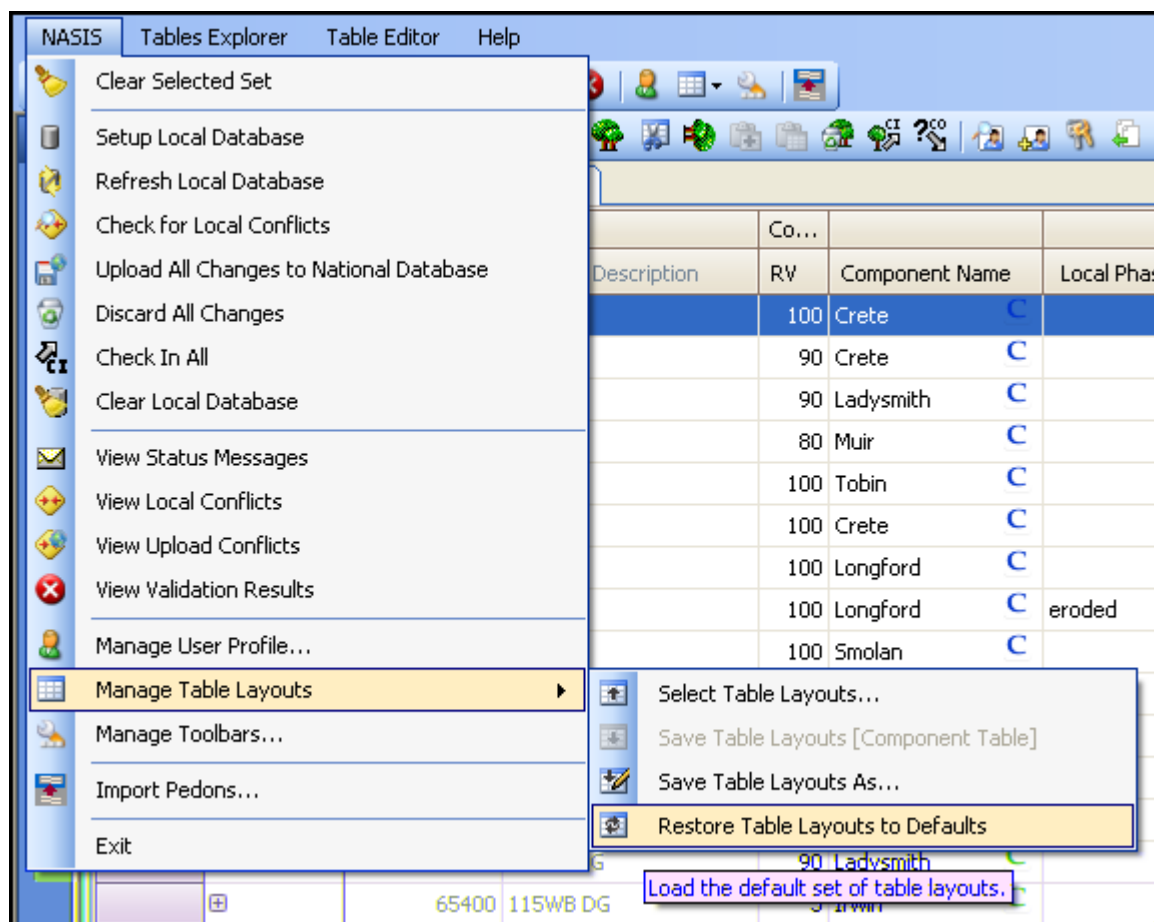 NASIS Tables Explorer Table Editor Help
Clear Selected Set
Setup Local Database
Refresh Local Database
Check for Local Conflicts
Upload All Changes to National Database
Discard All Changes
Check In All
Clear Local Database
View Status Messages
View Local Conflicts
View Upload Conflicts
View Validation Results
Manage User Profile...
Manage Table Layouts
Manage Toolbars...
Import Pedons...
Exit
Select Table Layouts...
Save Table Layouts [Component Table]
Save Table Layouts As...
Restore Table Layouts to Defaults
Load the default set of table layouts.
Co...
Description RV Component Name Local Phas
100 Crete C
90 Crete C
90 Ladysmith C
80 Muir C
100 Tobin C
100 Crete C
100 Longford C
100 Longford C eroded
100 Smolan C
G 90 Ladysmith C
65400 115WB DG Irwin